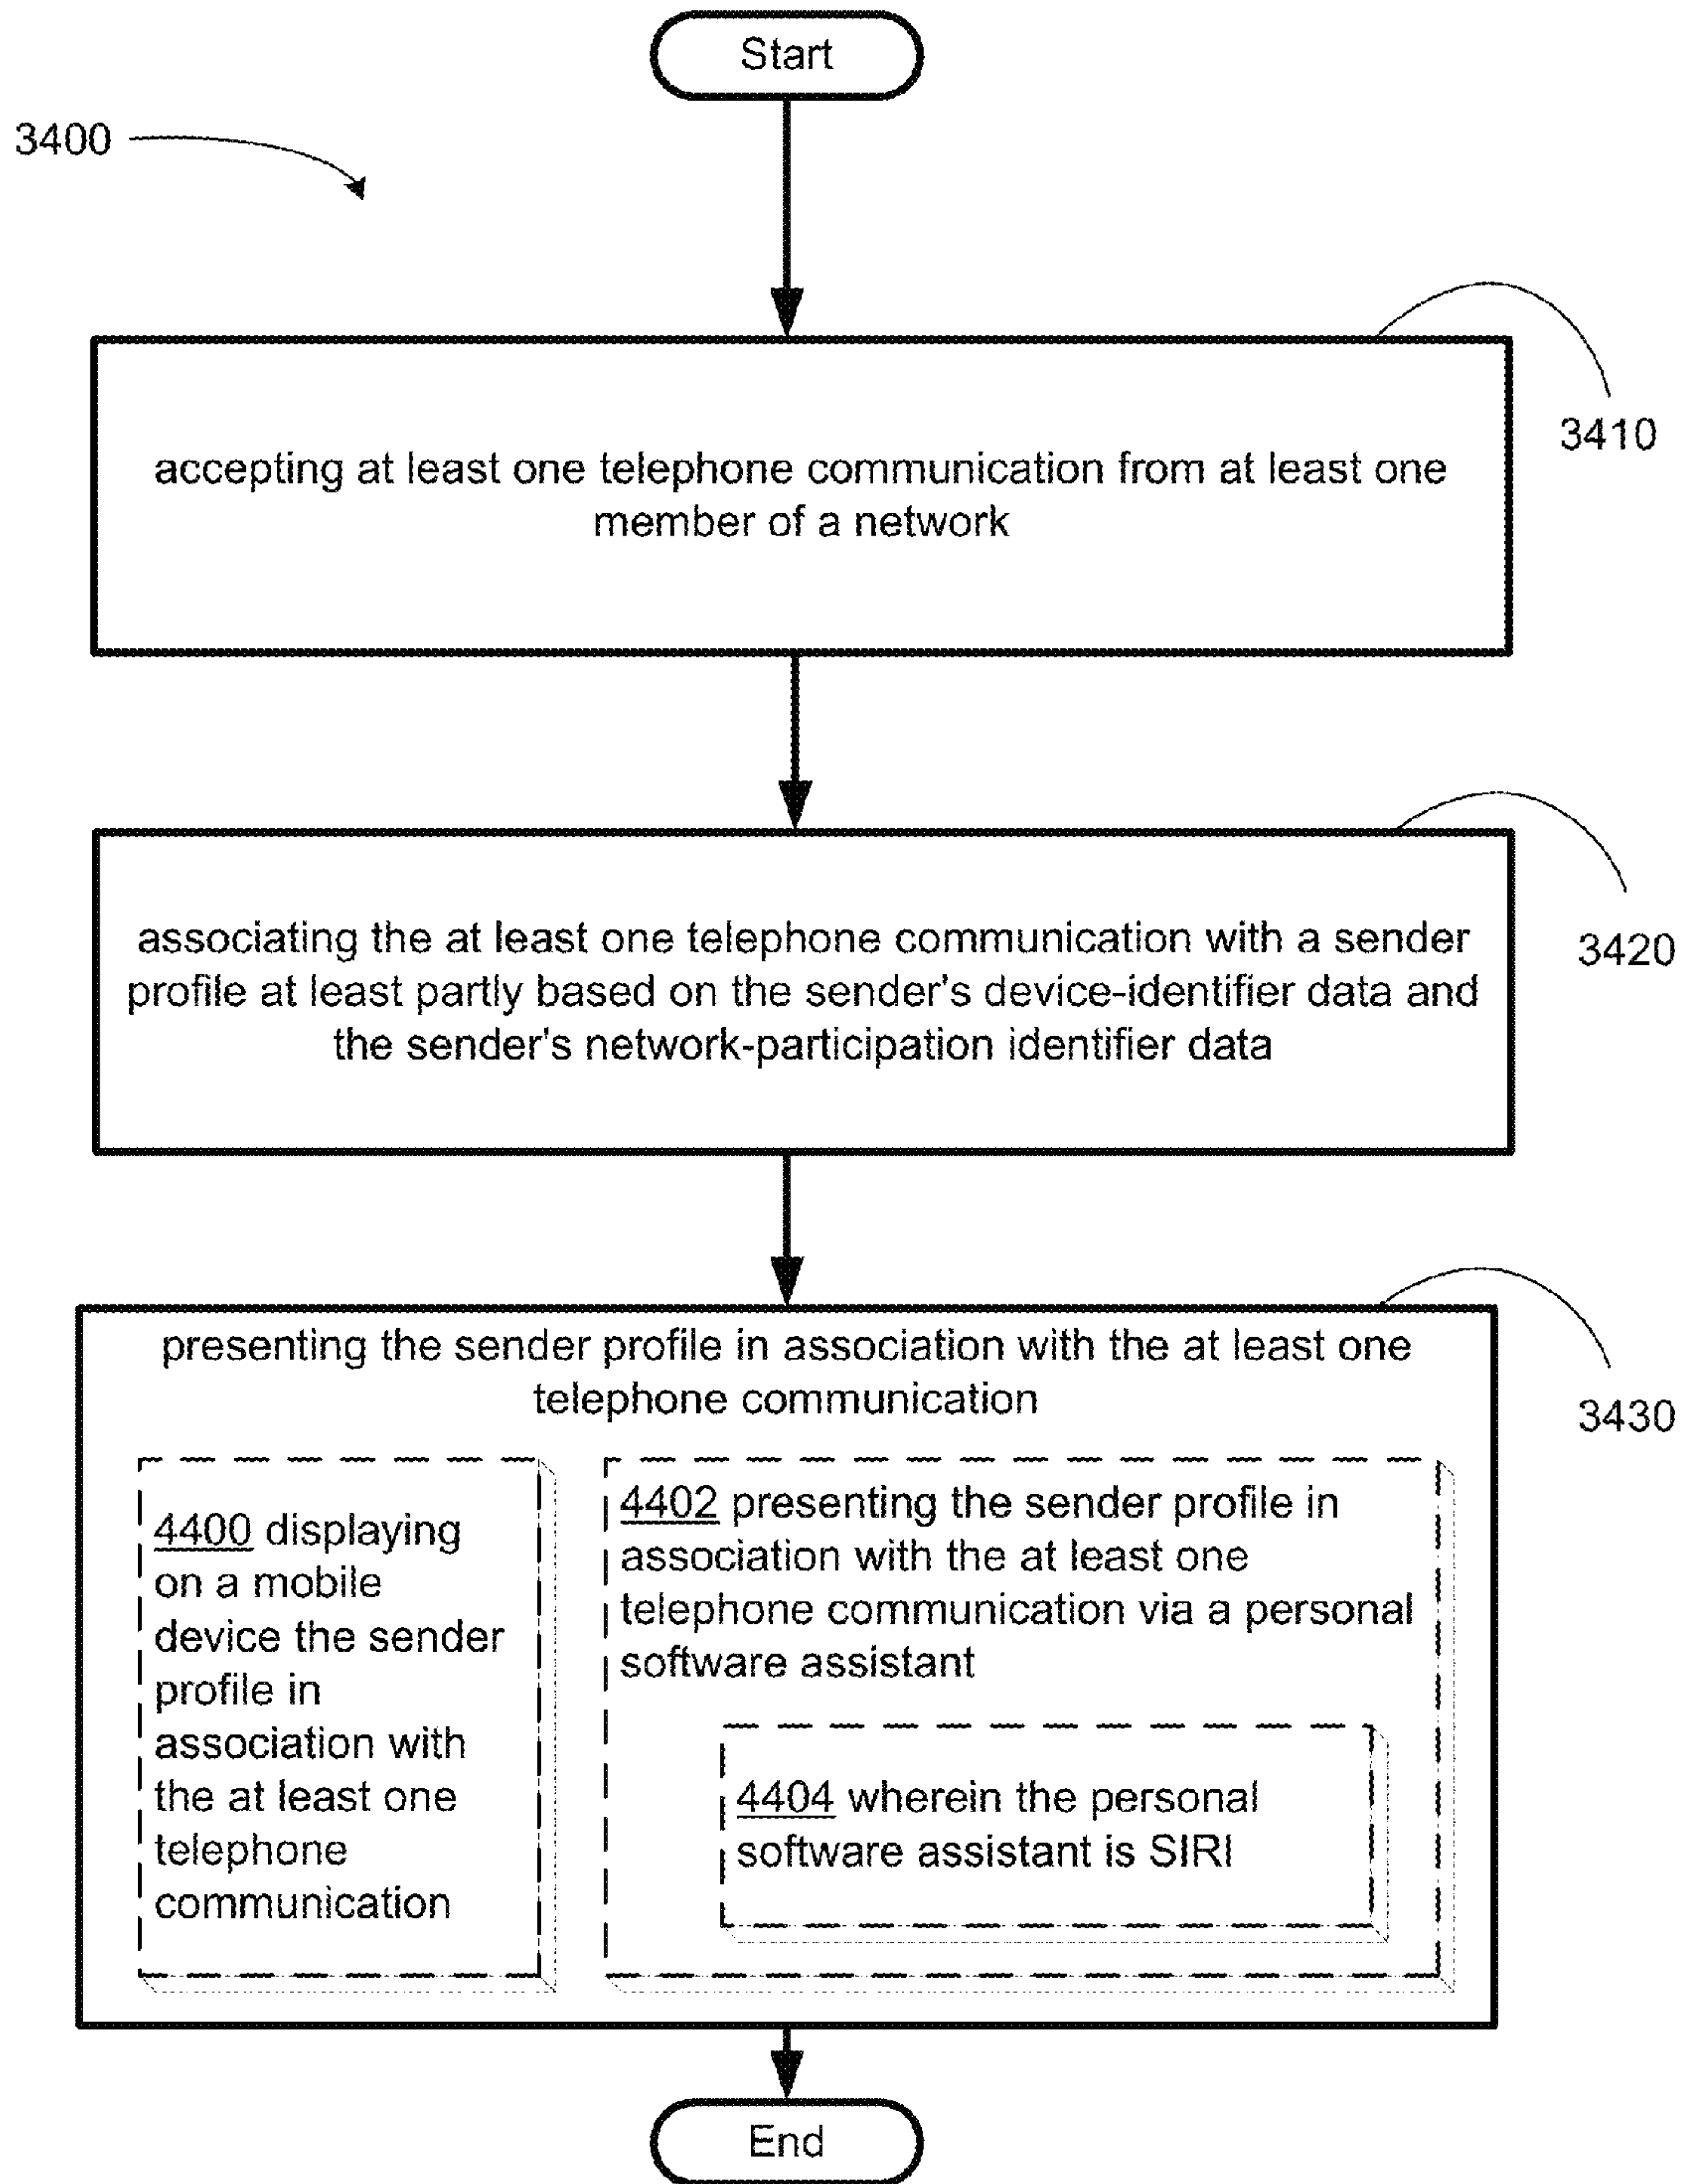 Start
3400
3410
accepting at least one telephone communication from at least one
member of a network
3420
associating the at least one telephone communication with a sender
profile at least partly based on the sender's device-identifier data and
the sender's network-participation identifier data
3430
presenting the sender profile in association with the at least one
telephone communication
4400 displaying
on a mobile
device the sender
profile in
association with
the at least one
telephone
communication
4402 presenting the sender profile in
association with the at least one
telephone communication via a personal
software assistant
4404 wherein the personal
software assistant is SIRI
End